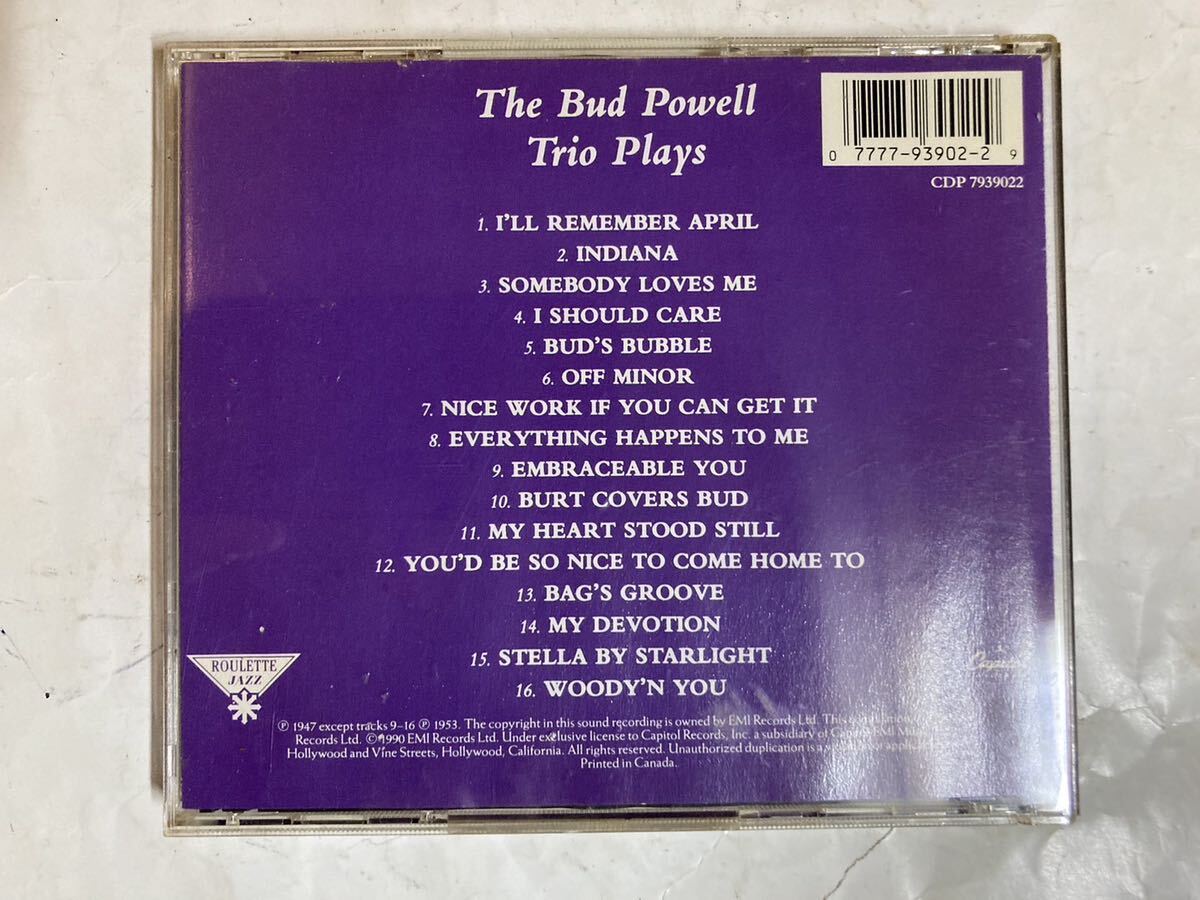 The Bud Powell
Trio Plays
0 7777-93902-2 9
CDP 7939022
1. I'LL REMEMBER APRIL
2. INDIANA
3. SOMEBODY LOVES ME
4. I SHOULD CARE
5. BUD'S BUBBLE
6. OFF MINOR
7. NICE WORK IF YOU CAN GET IT
8. EVERYTHING HAPPENS TO ME
9. EMBRACEABLE YOU
10. BURT COVERS BUD
11. MY HEART STOOD STILL
12. YOU'D BE SO NICE TO COME HOME TO
13. BAG'S GROOVE
14. MY DEVOTION
15. STELLA BY STARLIGHT
16. WOODY'N YOU
ROULETTE
JAZZ
Capitol
℗ 1947 except tracks 9–16 ℗ 1953. The copyright in this sound recording is owned by EMI Records Ltd. This
Records Ltd. ©1990 EMI Records Ltd. Under exclusive license to Capitol Records, Inc. a subsidiary of
Hollywood and Vine Streets, Hollywood, California. All rights reserved. Unauthorized duplication is a
Printed in Canada.